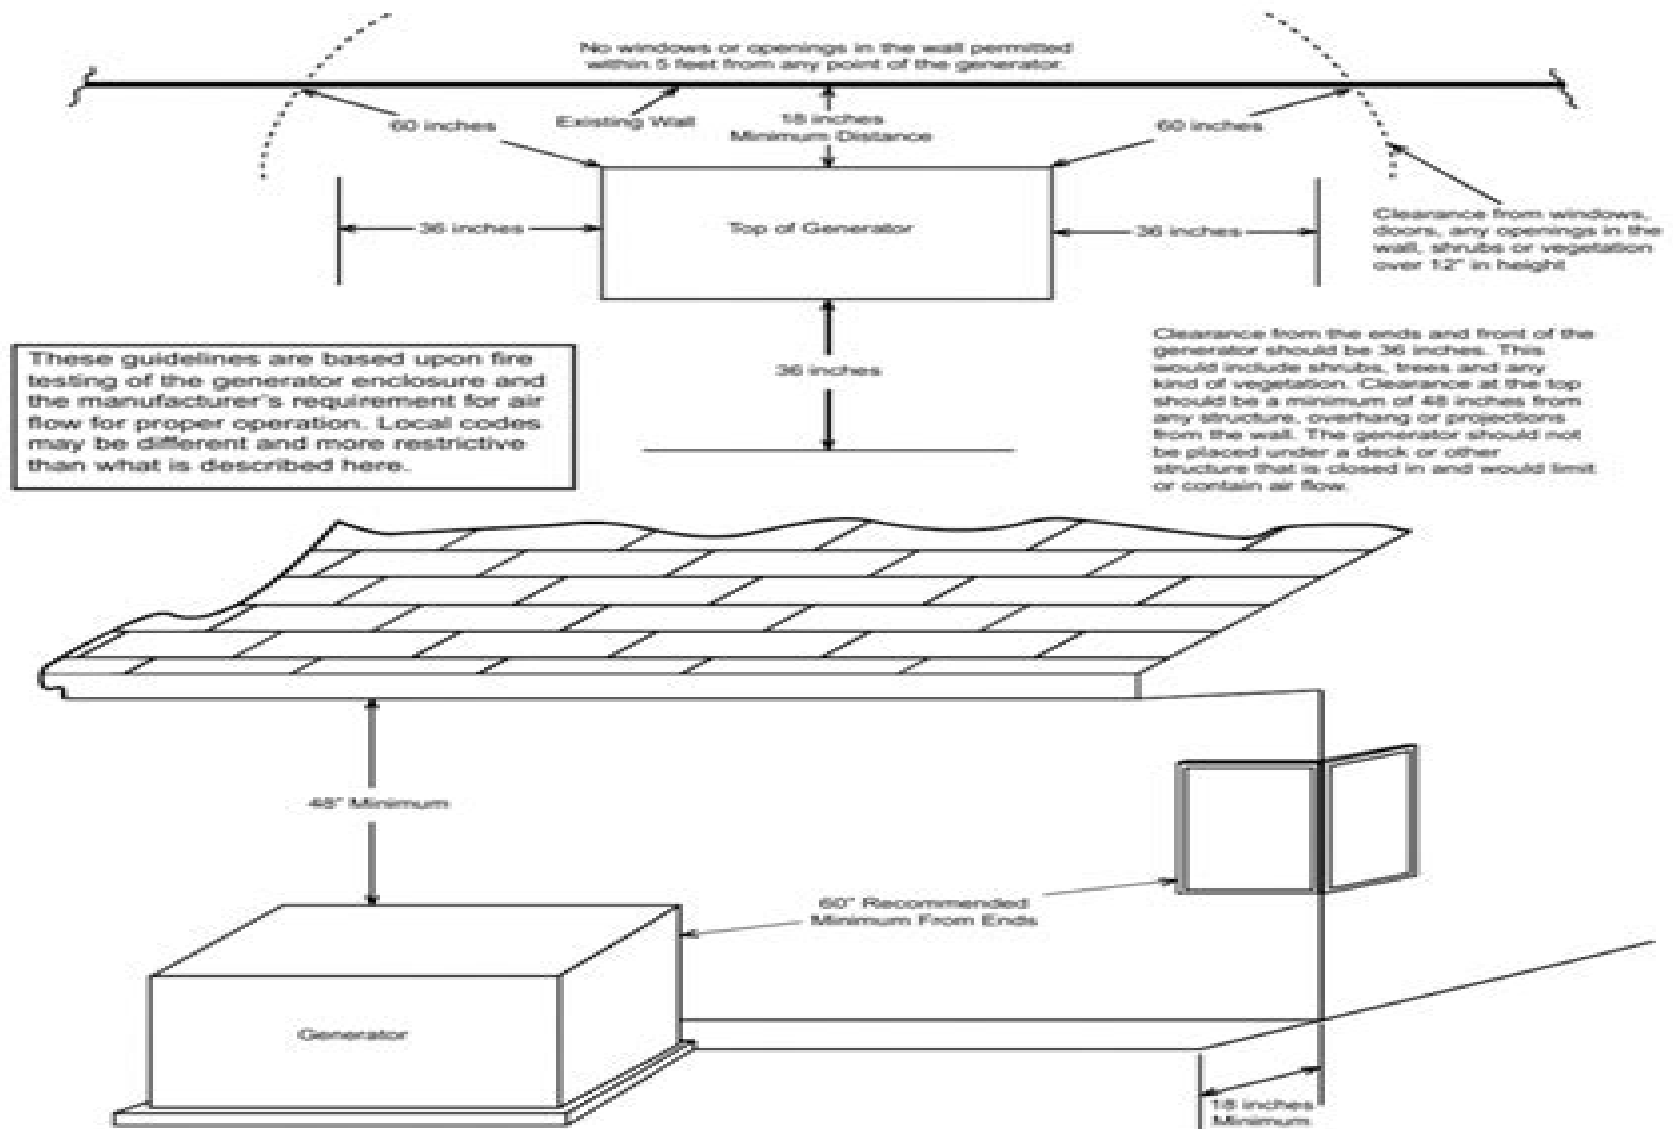 No windows or openings in the wall permitted
within 5 feet from any point of the generator.
60 inches
Existing Wall
18 inches
Minimum Distance
60 inches
36 inches
Top of Generator
36 inches
Clearance from windows,
doors, any openings in the
wall, shrubs or vegetation
over 12" in height
These guidelines are based upon fire
testing of the generator enclosure and
the manufacturer's requirement for air
flow for proper operation. Local codes
may be different and more restrictive
than what is described here.
36 inches
Clearance from the ends and front of the
generator should be 36 inches. This
would include shrubs, trees and any
kind of vegetation. Clearance at the top
should be a minimum of 48 inches from
any structure, overhang or projections
from the wall. The generator should not
be placed under a deck or other
structure that is closed in and would limit
or contain air flow.
48" Minimum
60" Recommended
Minimum From Ends
Generator
18 inches
Minimum